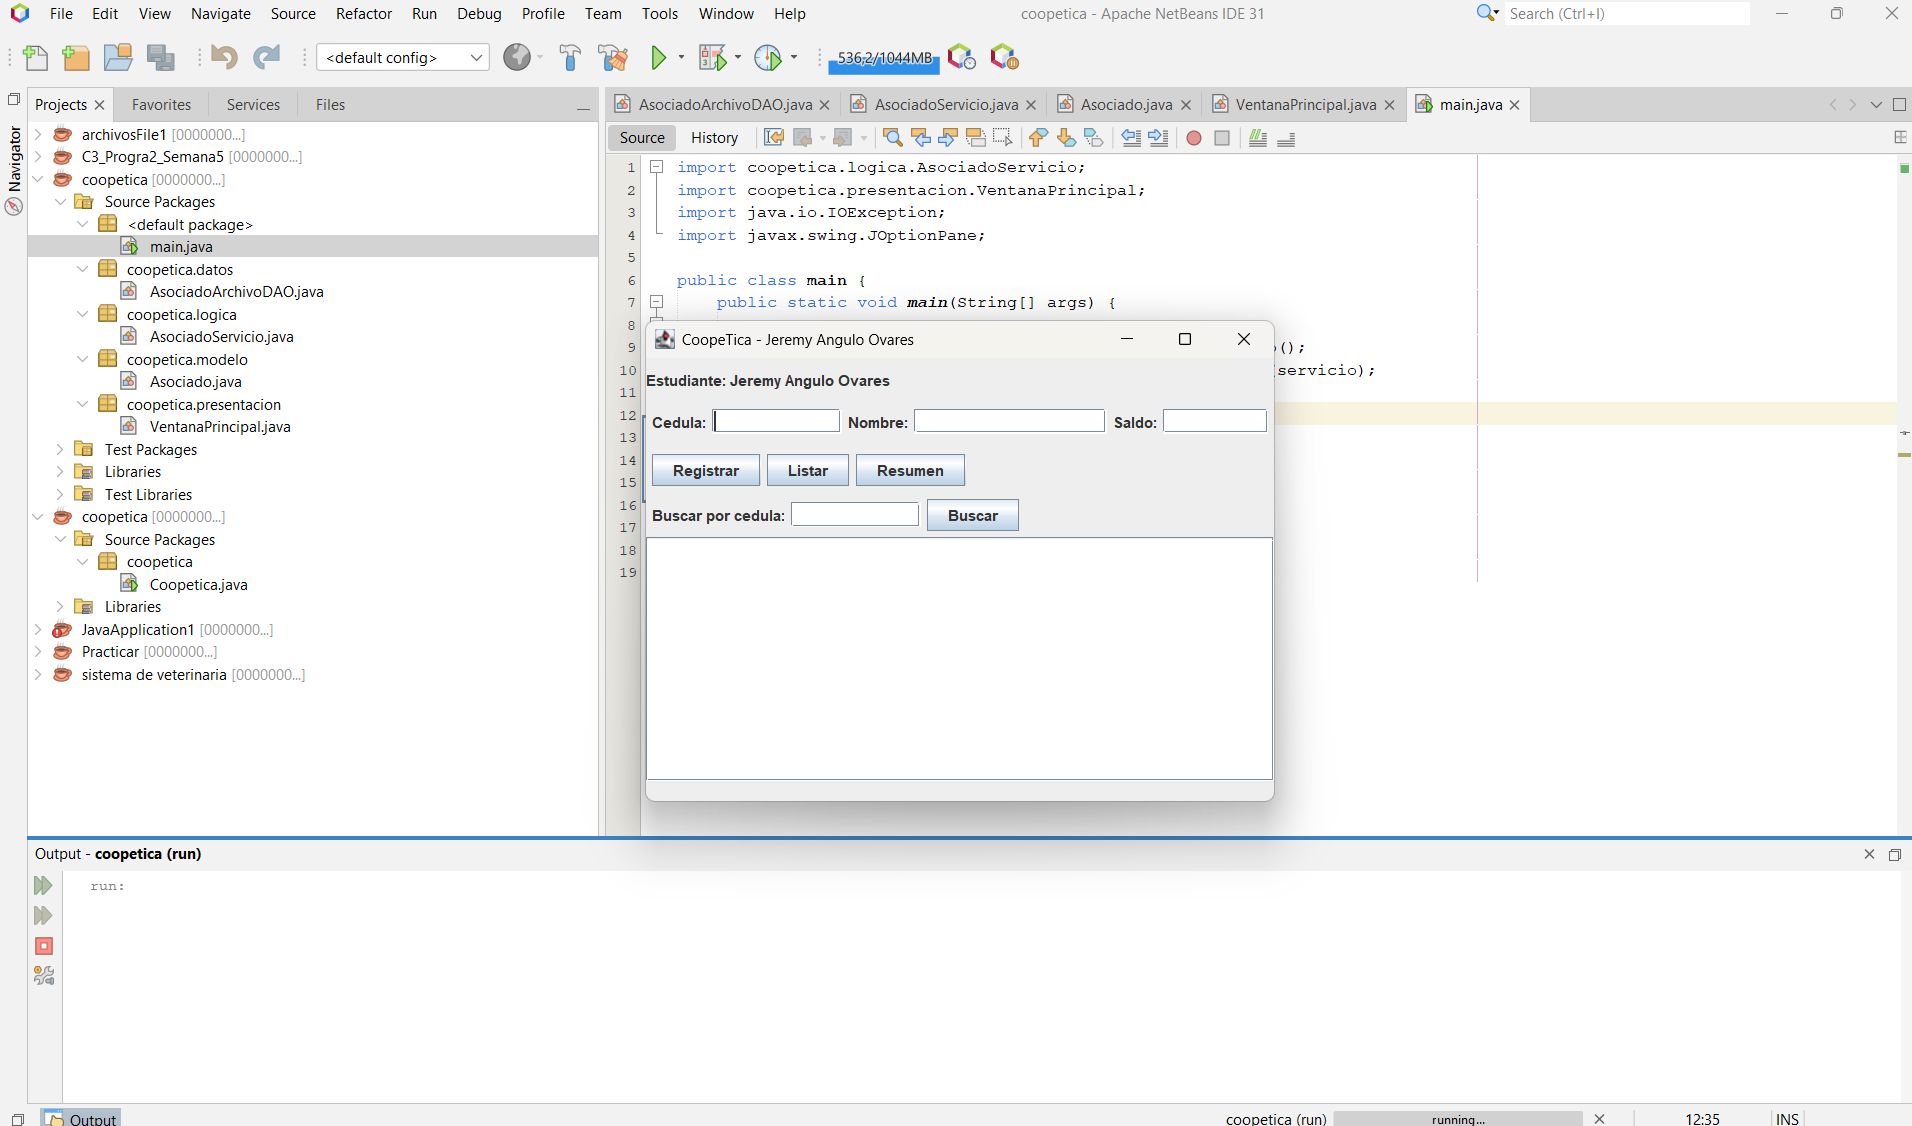 File Edit View Navigate Source Refactor Run Debug Profile Team Tools Window Help
coopetica - Apache NetBeans IDE 31
Search (Ctrl+I)
<default config>
536,2/1044MB
Projects Favorites Services Files
Navigator
archivosFile1 [0000000...]
C3_Progra2_Semana5 [0000000...]
coopetica [0000000...]
Source Packages
<default package>
main.java
coopetica.datos
AsociadoArchivoDAO.java
coopetica.logica
AsociadoServicio.java
coopetica.modelo
Asociado.java
coopetica.presentacion
VentanaPrincipal.java
Test Packages
Libraries
Test Libraries
coopetica [0000000...]
Source Packages
coopetica
Coopetica.java
Libraries
JavaApplication1 [0000000...]
Practicar [0000000...]
sistema de veterinaria [0000000...]
AsociadoArchivoDAO.java AsociadoServicio.java Asociado.java VentanaPrincipal.java main.java
Source History
1 import coopetica.logica.AsociadoServicio;
2 import coopetica.presentacion.VentanaPrincipal;
3 import java.io.IOException;
4 import javax.swing.JOptionPane;
5
6 public class main {
7 public static void main(String[] args) {
8
9 ();
10 servicio);
11
12
13
14
15
16
17
18
19
CoopeTica - Jeremy Angulo Ovares
Estudiante: Jeremy Angulo Ovares
Cedula: Nombre: Saldo:
Registrar Listar Resumen
Buscar por cedula: Buscar
Output - coopetica (run)
run:
Output
coopetica (run) running... 12:35 INS